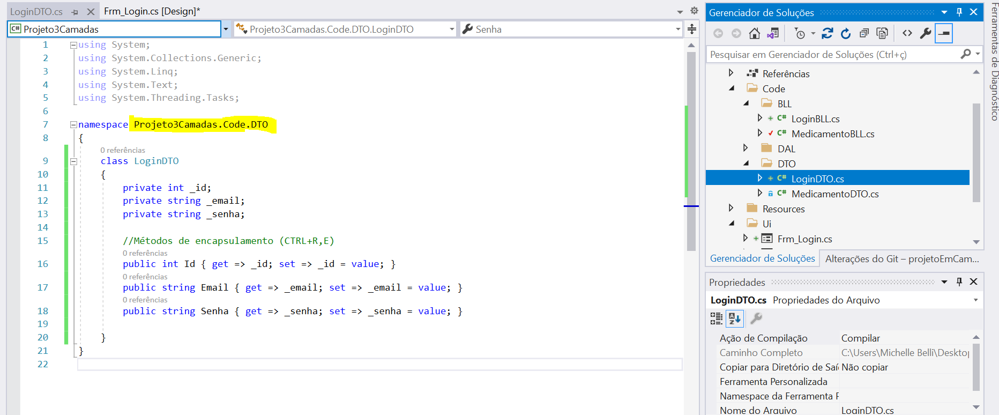 LoginDTO.cs
Frm_Login.cs [Design]*
C# Projeto3Camadas
Projeto3Camadas.Code.DTO.LoginDTO
Senha
1 using System;
2 using System.Collections.Generic;
3 using System.Linq;
4 using System.Text;
5 using System.Threading.Tasks;
6
7 namespace Projeto3Camadas.Code.DTO
8 {
0 referências
9 class LoginDTO
10 {
11 private int _id;
12 private string _email;
13 private string _senha;
14
15 //Métodos de encapsulamento (CTRL+R,E)
0 referências
16 public int Id { get => _id; set => _id = value; }
0 referências
17 public string Email { get => _email; set => _email = value; }
0 referências
18 public string Senha { get => _senha; set => _senha = value; }
19
20 }
21 }
22
Gerenciador de Soluções
Pesquisar em Gerenciador de Soluções (Ctrl+ç)
Referências
Code
BLL
C# LoginBLL.cs
C# MedicamentoBLL.cs
DAL
DTO
C# LoginDTO.cs
C# MedicamentoDTO.cs
Resources
Ui
Frm_Login.cs
Gerenciador de Soluções
Alterações do Git – projetoEmCam...
Propriedades
LoginDTO.cs Propriedades do Arquivo
Ação de Compilação Compilar
Caminho Completo C:\Users\Michelle Belli\Desktop
Copiar para Diretório de Saí Não copiar
Ferramenta Personalizada
Namespace da Ferramenta P
Nome do Arquivo LoginDTO.cs
Ferramentas de Diagnóstico